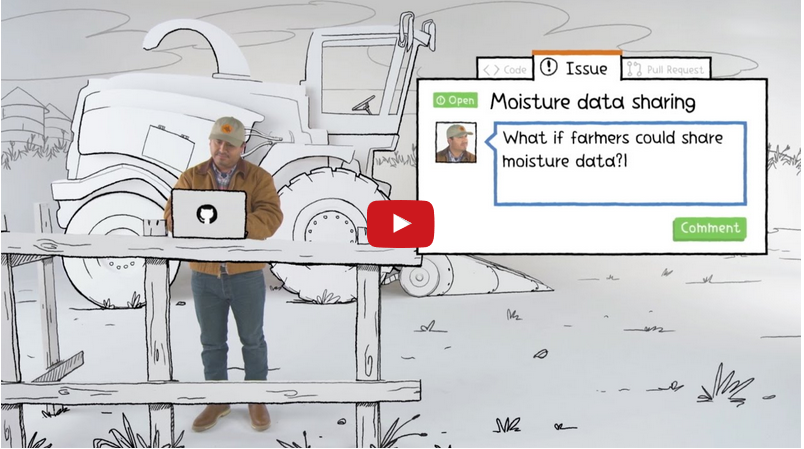 Code
Issue
Pull Request
Open
Moisture data sharing
What if farmers could share
moisture data?!
Comment